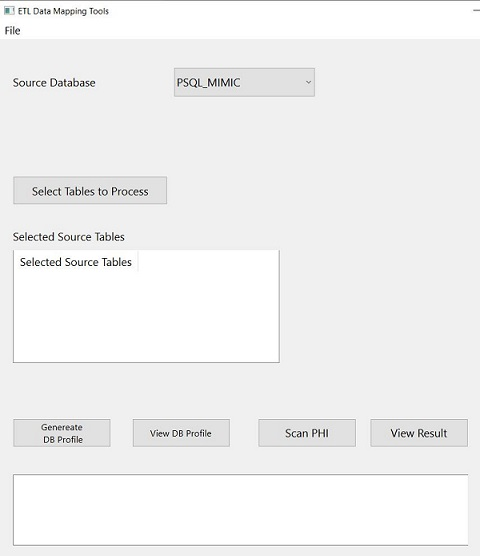 ETL Data Mapping Tools
File
Source Database
PSQL_MIMIC
Select Tables to Process
Selected Source Tables
Selected Source Tables
Genereate
DB Profile
View DB Profile
Scan PHI
View Result